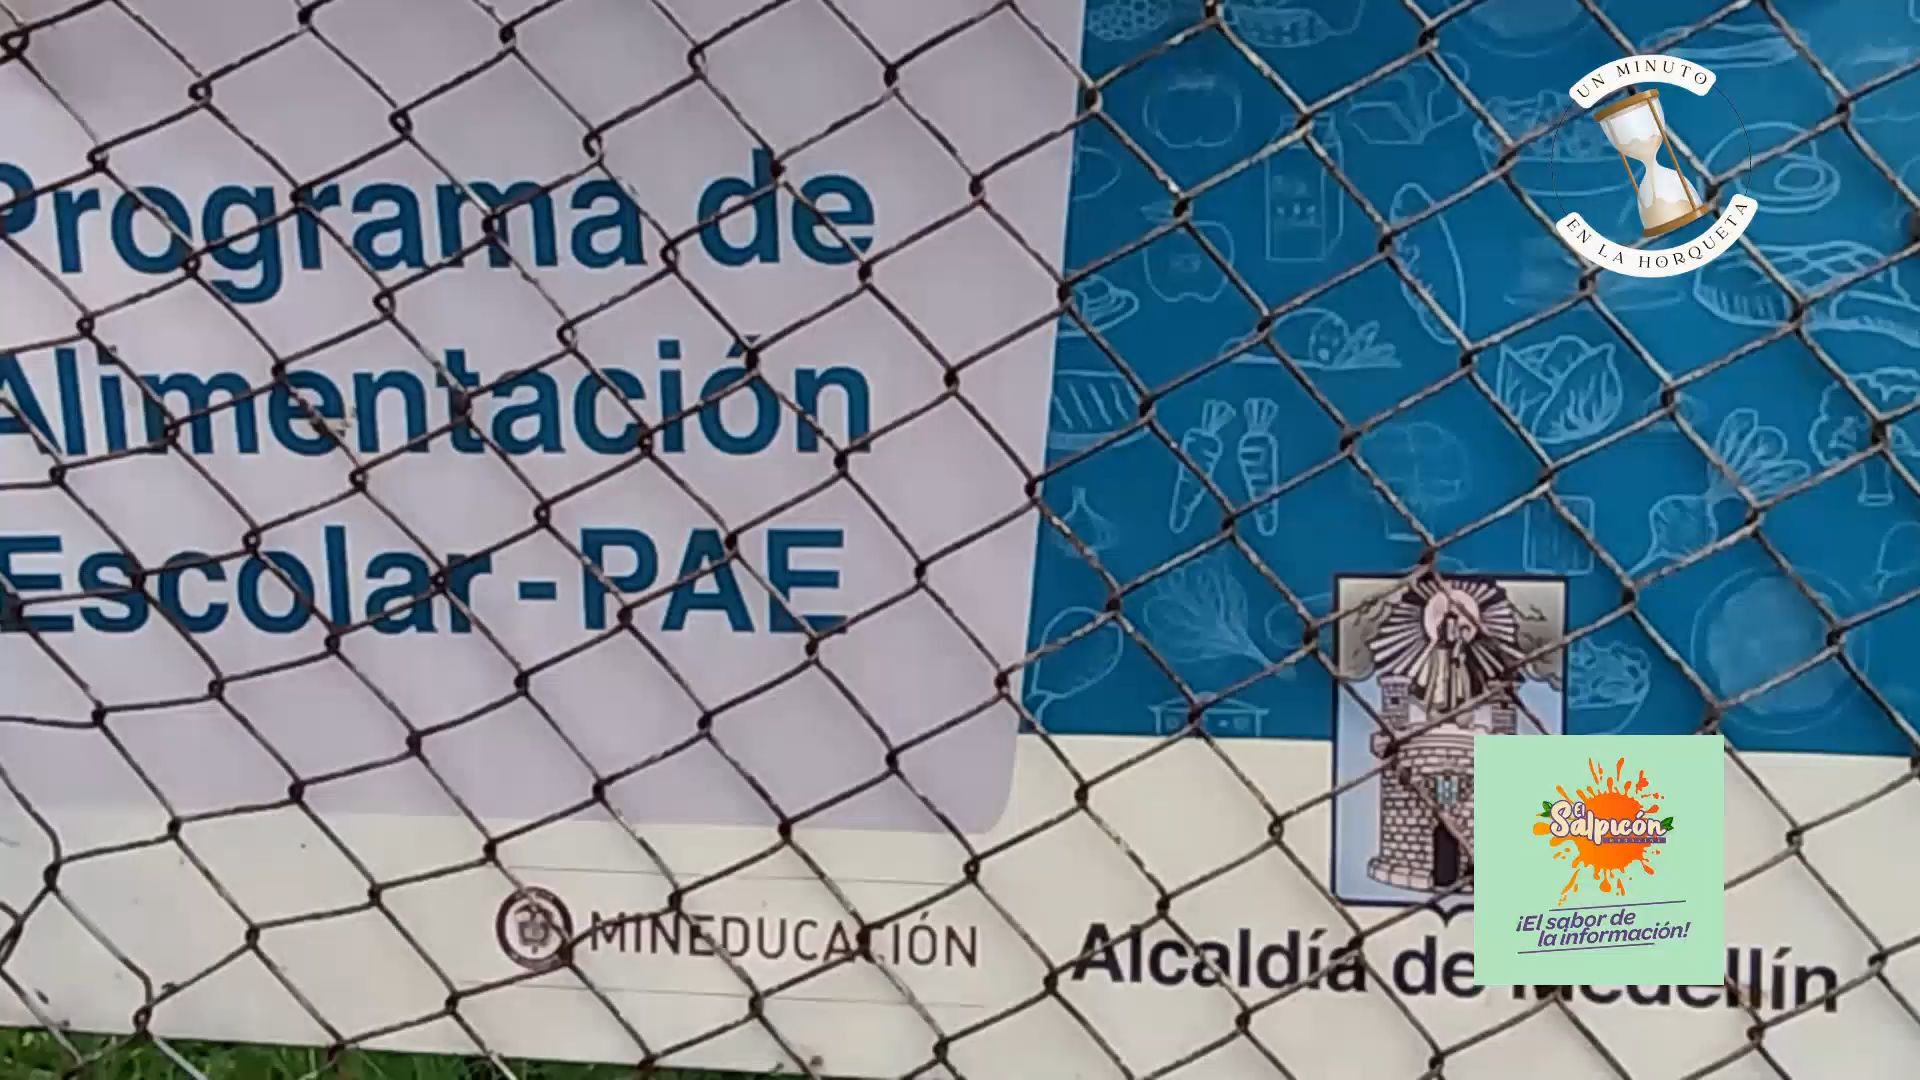 Programa de
Alimentación
Escolar - PAE
MINEDUCACIÓN
Alcaldía de Medellín
UN MINUTO
EN LA HORQUETA
El
Salpicón
¡El sabor de
la información!